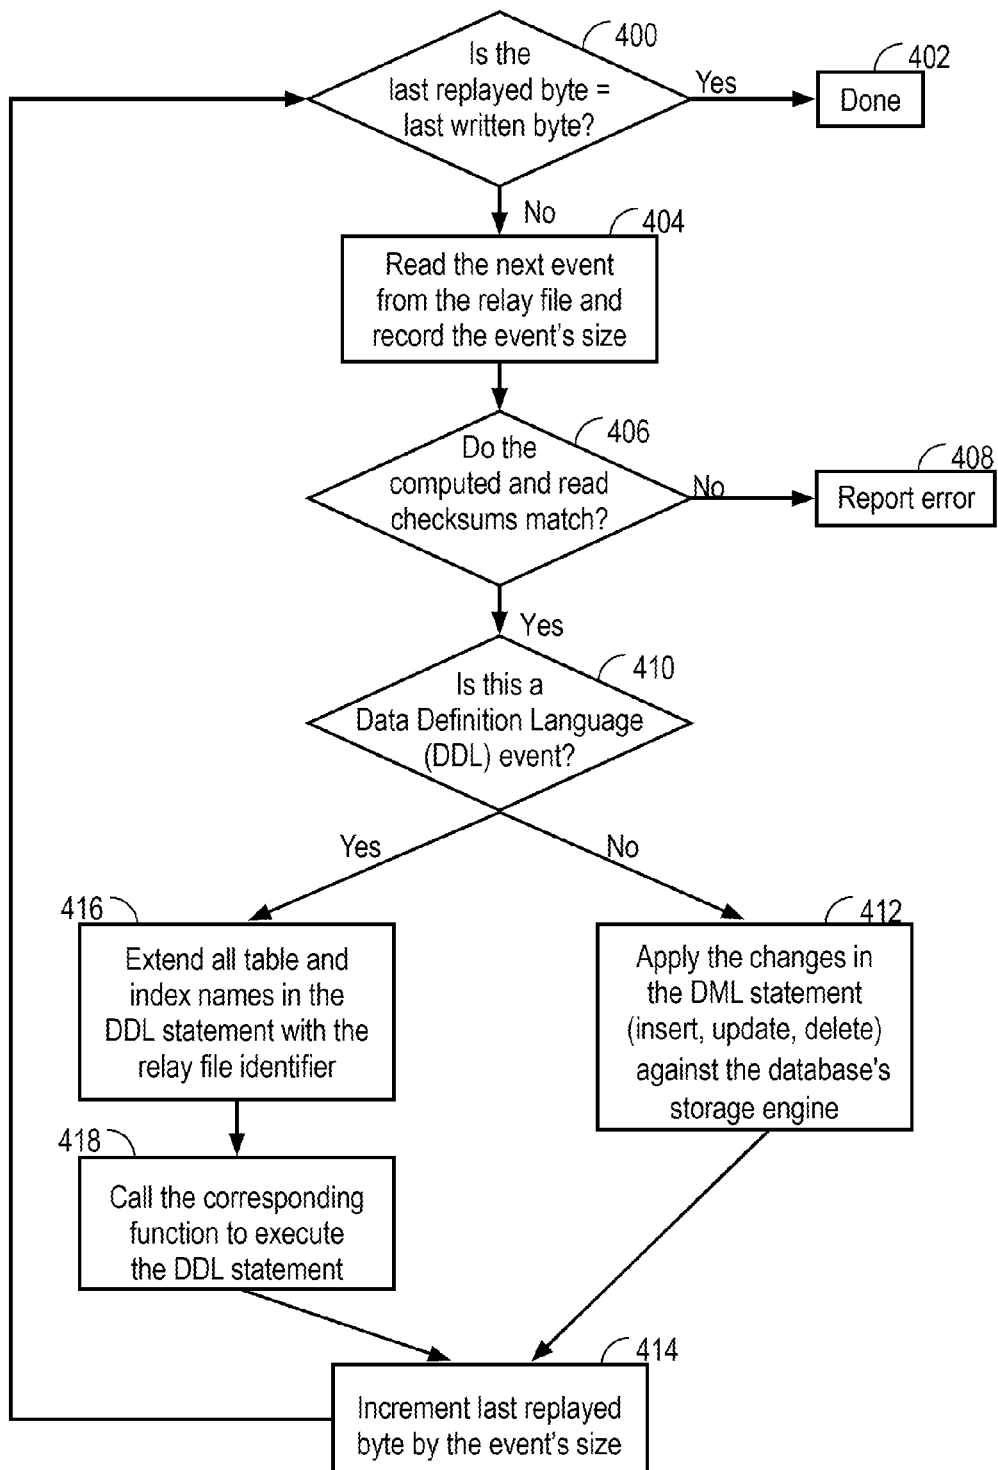 400
Is the
last replayed byte =
last written byte?
Yes
402
Done
No
404
Read the next event
from the relay file and
record the event's size
406
Do the
computed and read
checksums match?
No
408
Report error
Yes
410
Is this a
Data Definition Language
(DDL) event?
Yes
No
416
Extend all table and
index names in the
DDL statement with the
relay file identifier
412
Apply the changes in
the DML statement
(insert, update, delete)
against the database's
storage engine
418
Call the corresponding
function to execute
the DDL statement
414
Increment last replayed
byte by the event's size